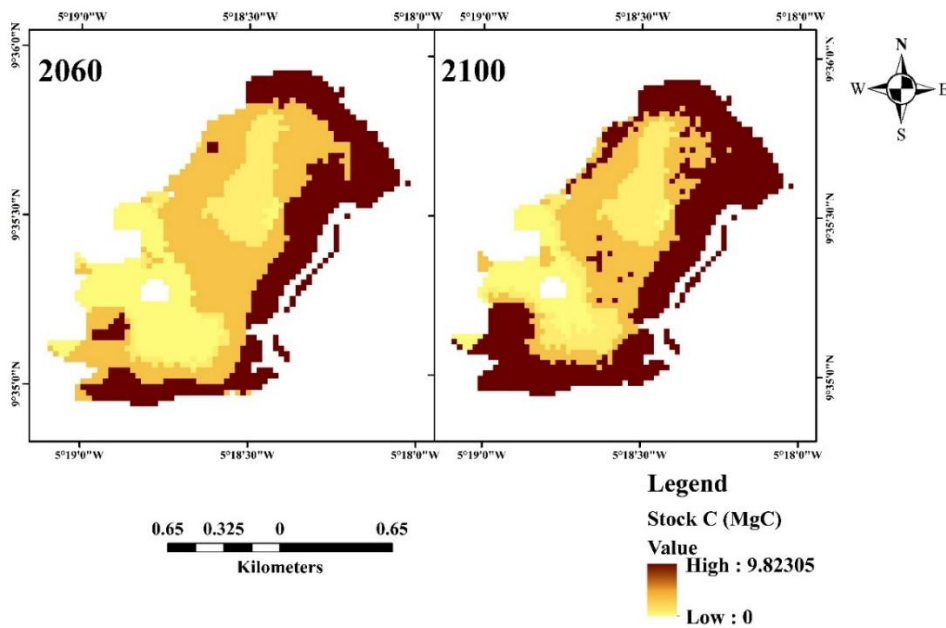 5°19'0"W 5°18'30"W 5°18'0"W 5°19'0"W 5°18'30"W 5°18'0"W
9°36'0"N
9°35'30"N
9°35'0"N
2060
2100
9°36'0"N
9°35'30"N
9°35'0"N
5°19'0"W 5°18'30"W 5°18'0"W 5°19'0"W 5°18'30"W 5°18'0"W
N
W E
S
0.65 0.325 0 0.65
Kilometers
Legend
Stock C (MgC)
Value
High : 9.82305
Low : 0